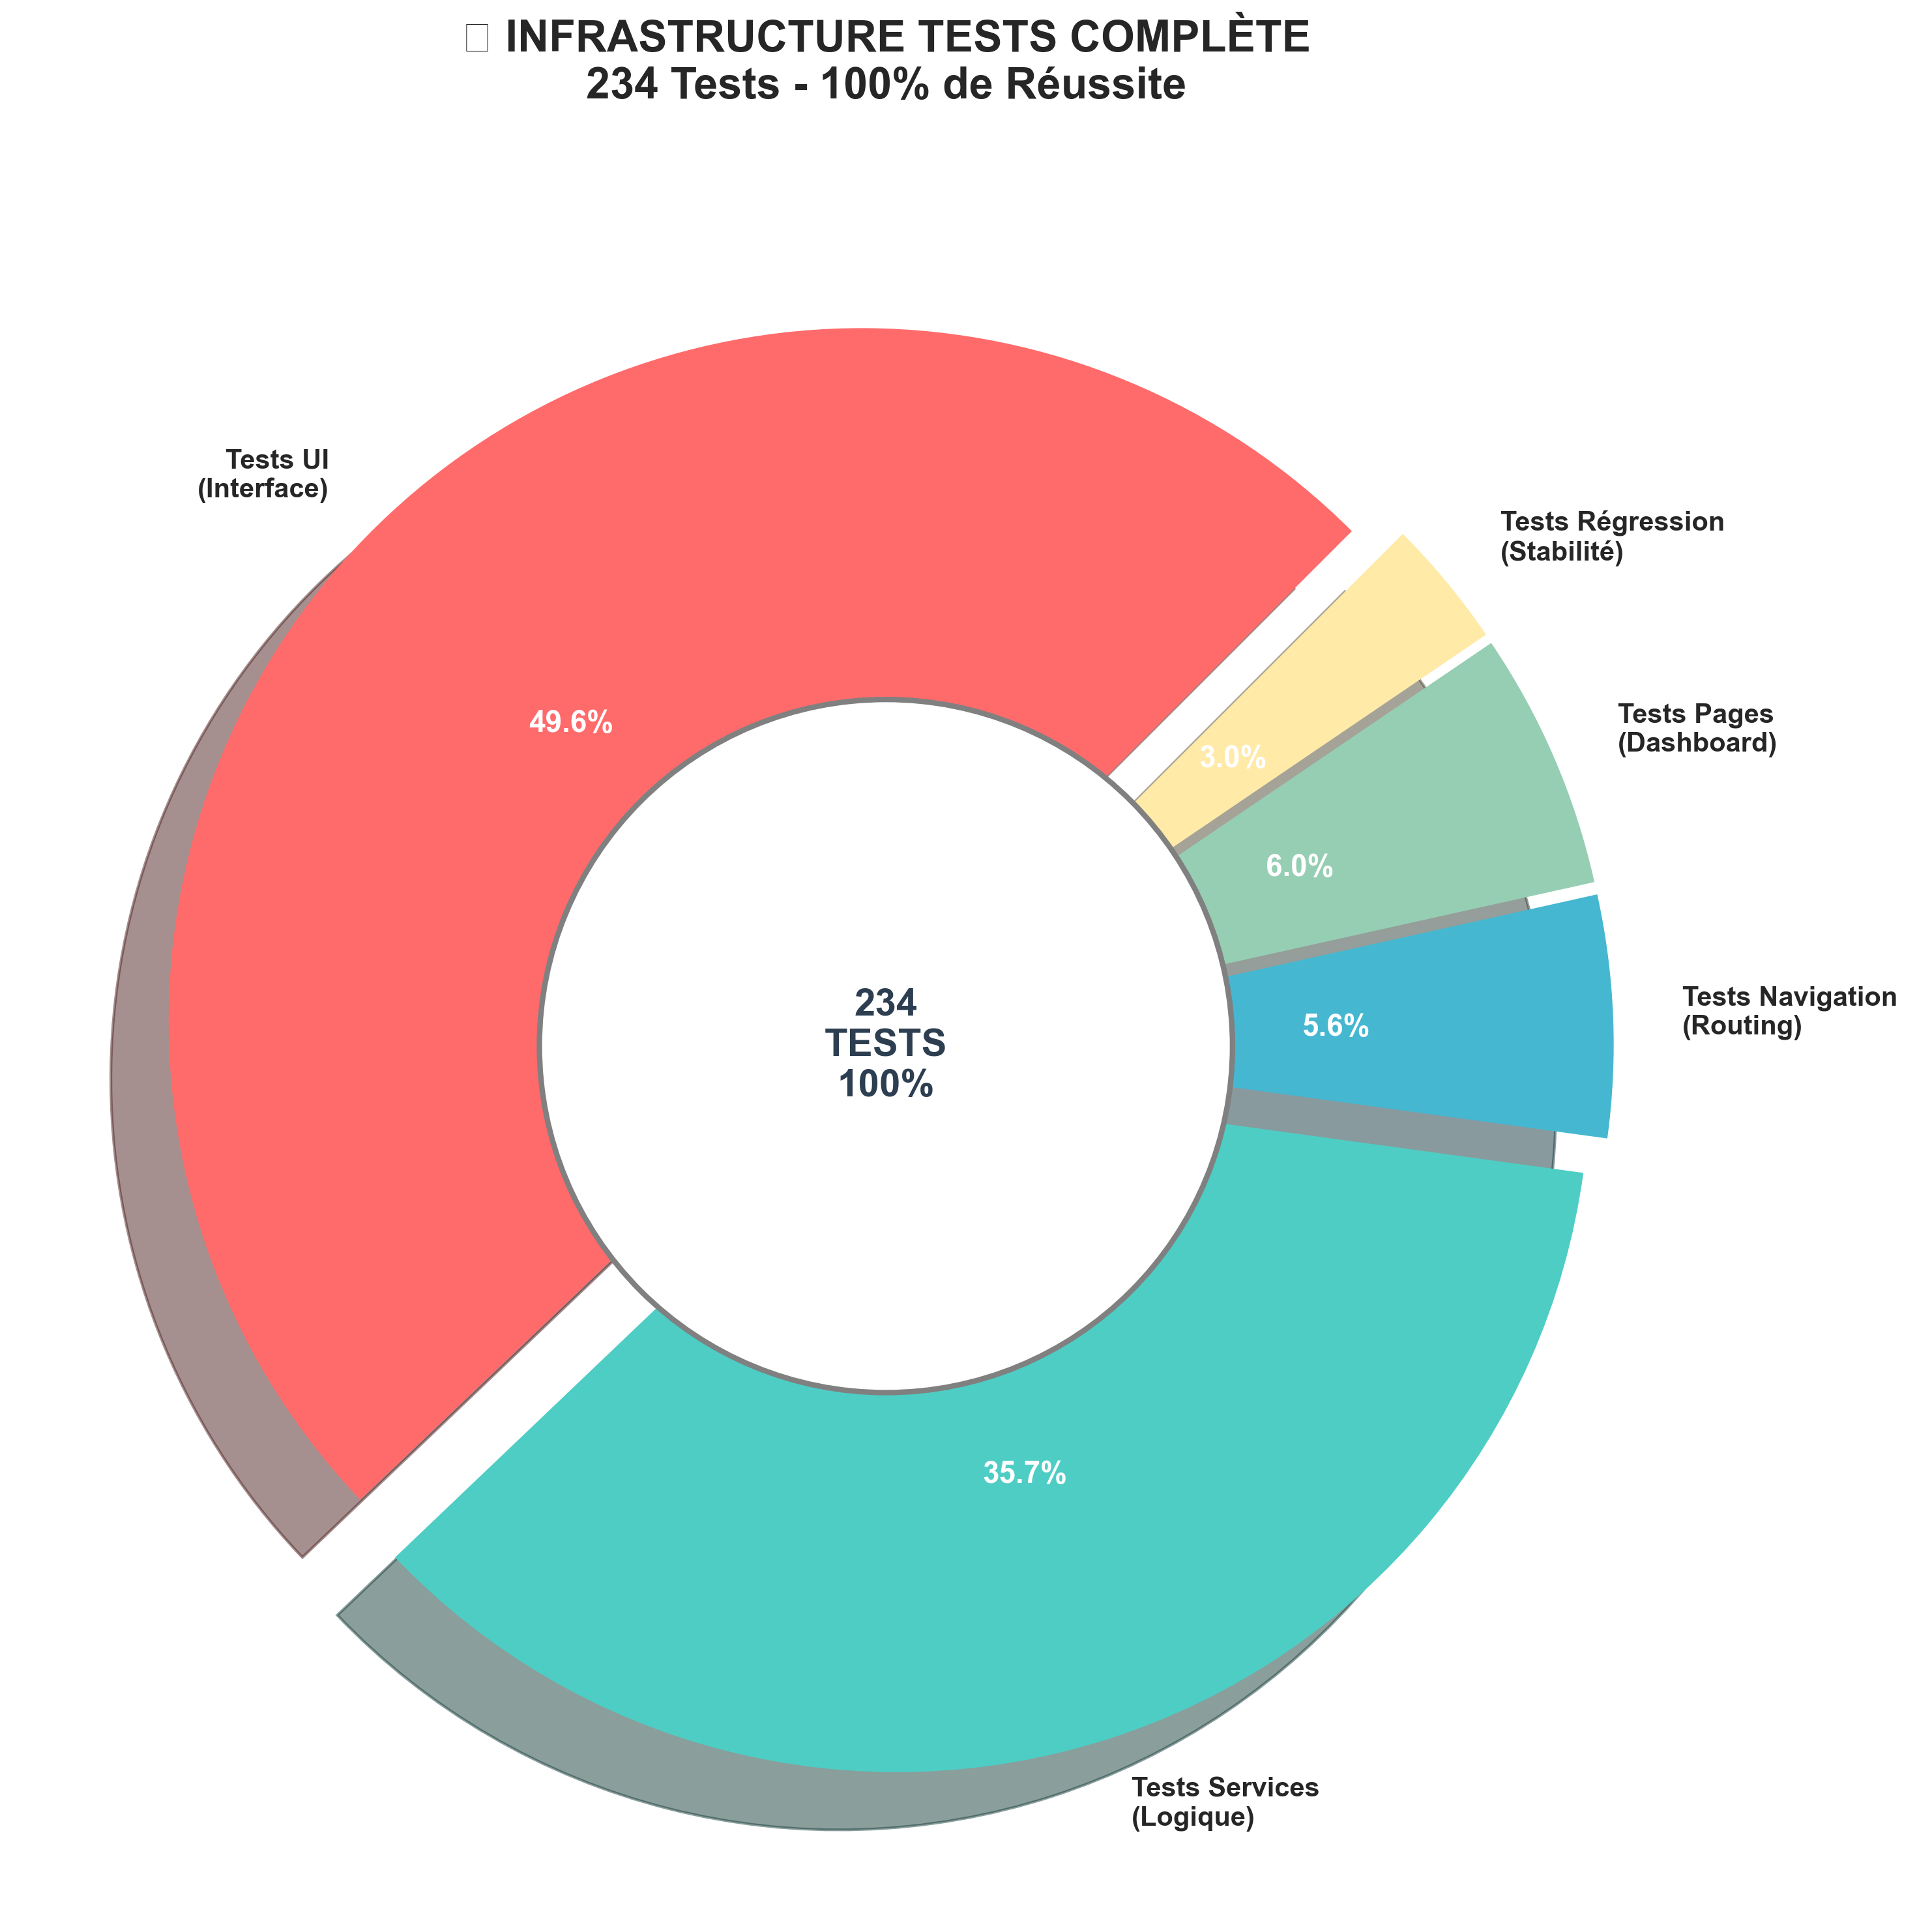 INFRASTRUCTURE TESTS COMPLÈTE
234 Tests - 100% de Réussite
Tests UI
(Interface)
Tests Régression
(Stabilité)
Tests Pages
(Dashboard)
49.6%
3.0%
6.0%
234
TESTS
100%
Tests Navigation
(Routing)
5.6%
35.7%
Tests Services
(Logique)